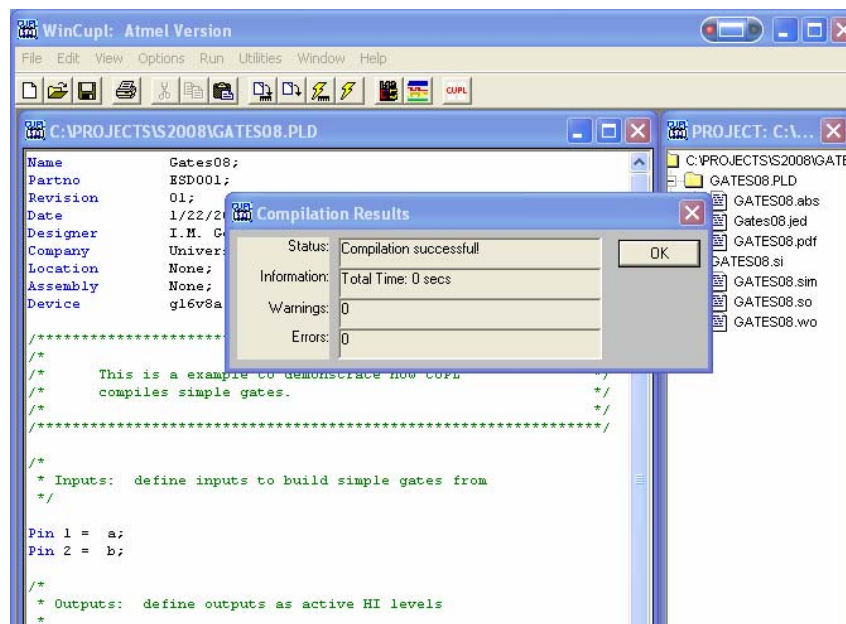 WinCupl: Atmel Version
File Edit View Options Run Utilities Window Help
CUPL
C:\PROJECTS\S2008\GATES08.PLD
Name Gates08;
Partno ESD001;
Revision 01;
Date 1/22/2
Designer I.M. G
Company Univer
Location None;
Assembly None;
Device g16v8a
/*******************
/*
/* This is a example to demonstrate how CUPL */
/* compiles simple gates. */
/* */
/****************************************************************/
/*
* Inputs: define inputs to build simple gates from
*/
Pin 1 = a;
Pin 2 = b;
/*
* Outputs: define outputs as active HI levels
*
Compilation Results
Status: Compilation successful!
Information: Total Time: 0 secs
Warnings: 0
Errors: 0
OK
PROJECT: C:\...
C:\PROJECTS\S2008\GATE
GATES08.PLD
GATES08.abs
Gates08.jed
GATES08.pdf
GATES08.si
GATES08.sim
GATES08.so
GATES08.wo